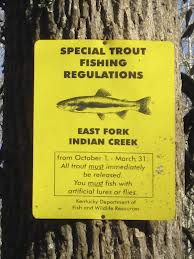 SPECIAL TROUT
FISHING
REGULATIONS
EAST FORK
INDIAN CREEK
from October 1 - March 31
All trout must immediately
be released.
You must fish with
artificial lures or flies.
Kentucky Department of
Fish and Wildlife Resources